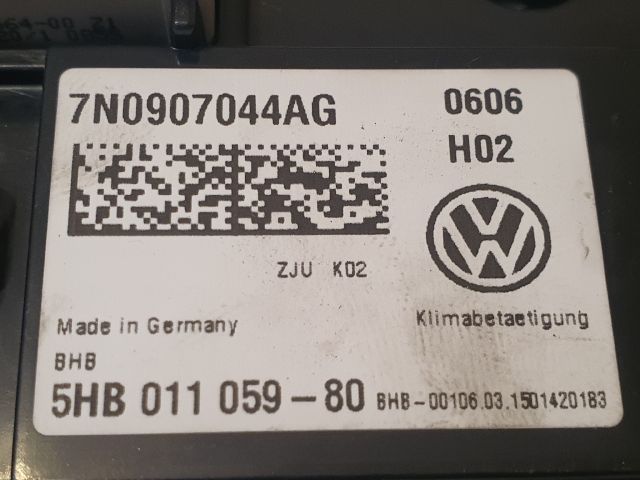 7N0907044AG
0606
H02
ZJU K02
Made in Germany
Klimabetaetigung
BHB
5HB 011 059-80
BHB-00106.03.1501420183